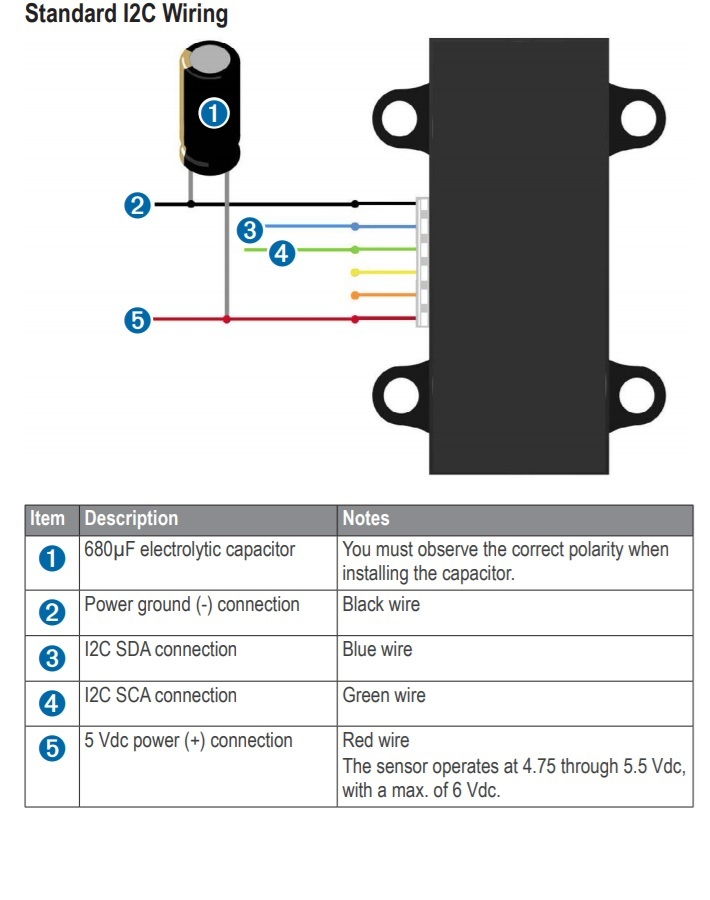 Standard I2C Wiring
1
2
3
4
5
Item Description Notes
1 680µF electrolytic capacitor You must observe the correct polarity when
installing the capacitor.
2 Power ground (-) connection Black wire
3 I2C SDA connection Blue wire
4 I2C SCA connection Green wire
5 5 Vdc power (+) connection Red wire
The sensor operates at 4.75 through 5.5 Vdc,
with a max. of 6 Vdc.